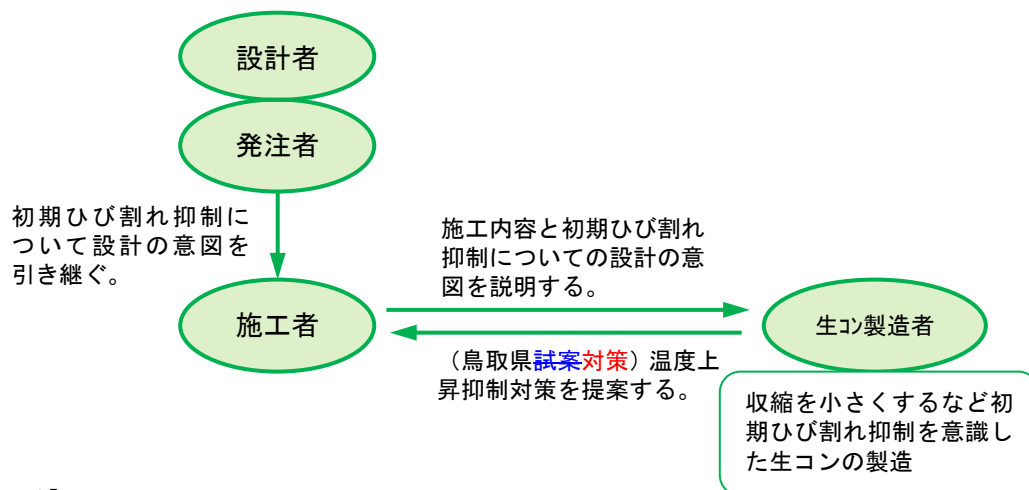 設計者
発注者
初期ひび割れ抑制に
ついて設計の意図を
引き継ぐ。
施工内容と初期ひび割れ
抑制についての設計の意
図を説明する。
施工者
生ｺﾝ製造者
（鳥取県試案対策）温度上
昇抑制対策を提案する。
収縮を小さくするなど初
期ひび割れ抑制を意識し
た生コンの製造